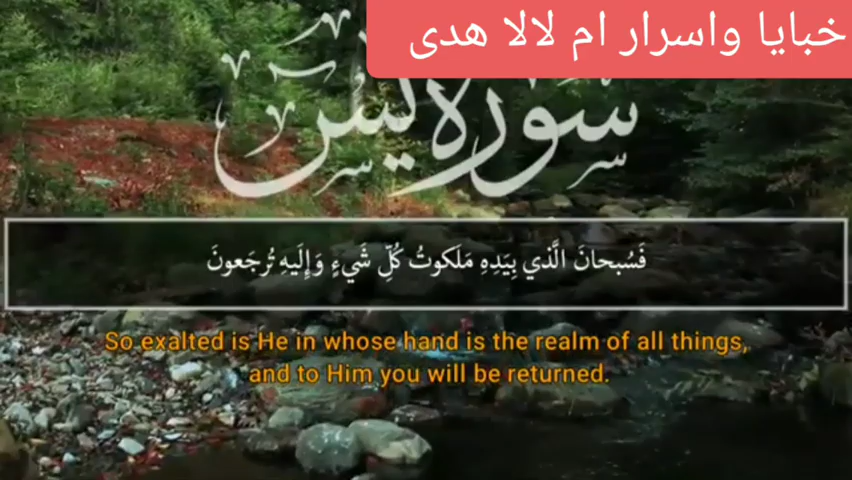 خبايا واسرار ام لالا هدى
سورة يس
فَسُبحانَ الَّذي بِيَدِهِ مَلَكوتُ كُلِّ شَيءٍ وَإِلَيهِ تُرجَعونَ
So exalted is He in whose hand is the realm of all things,
and to Him you will be returned.